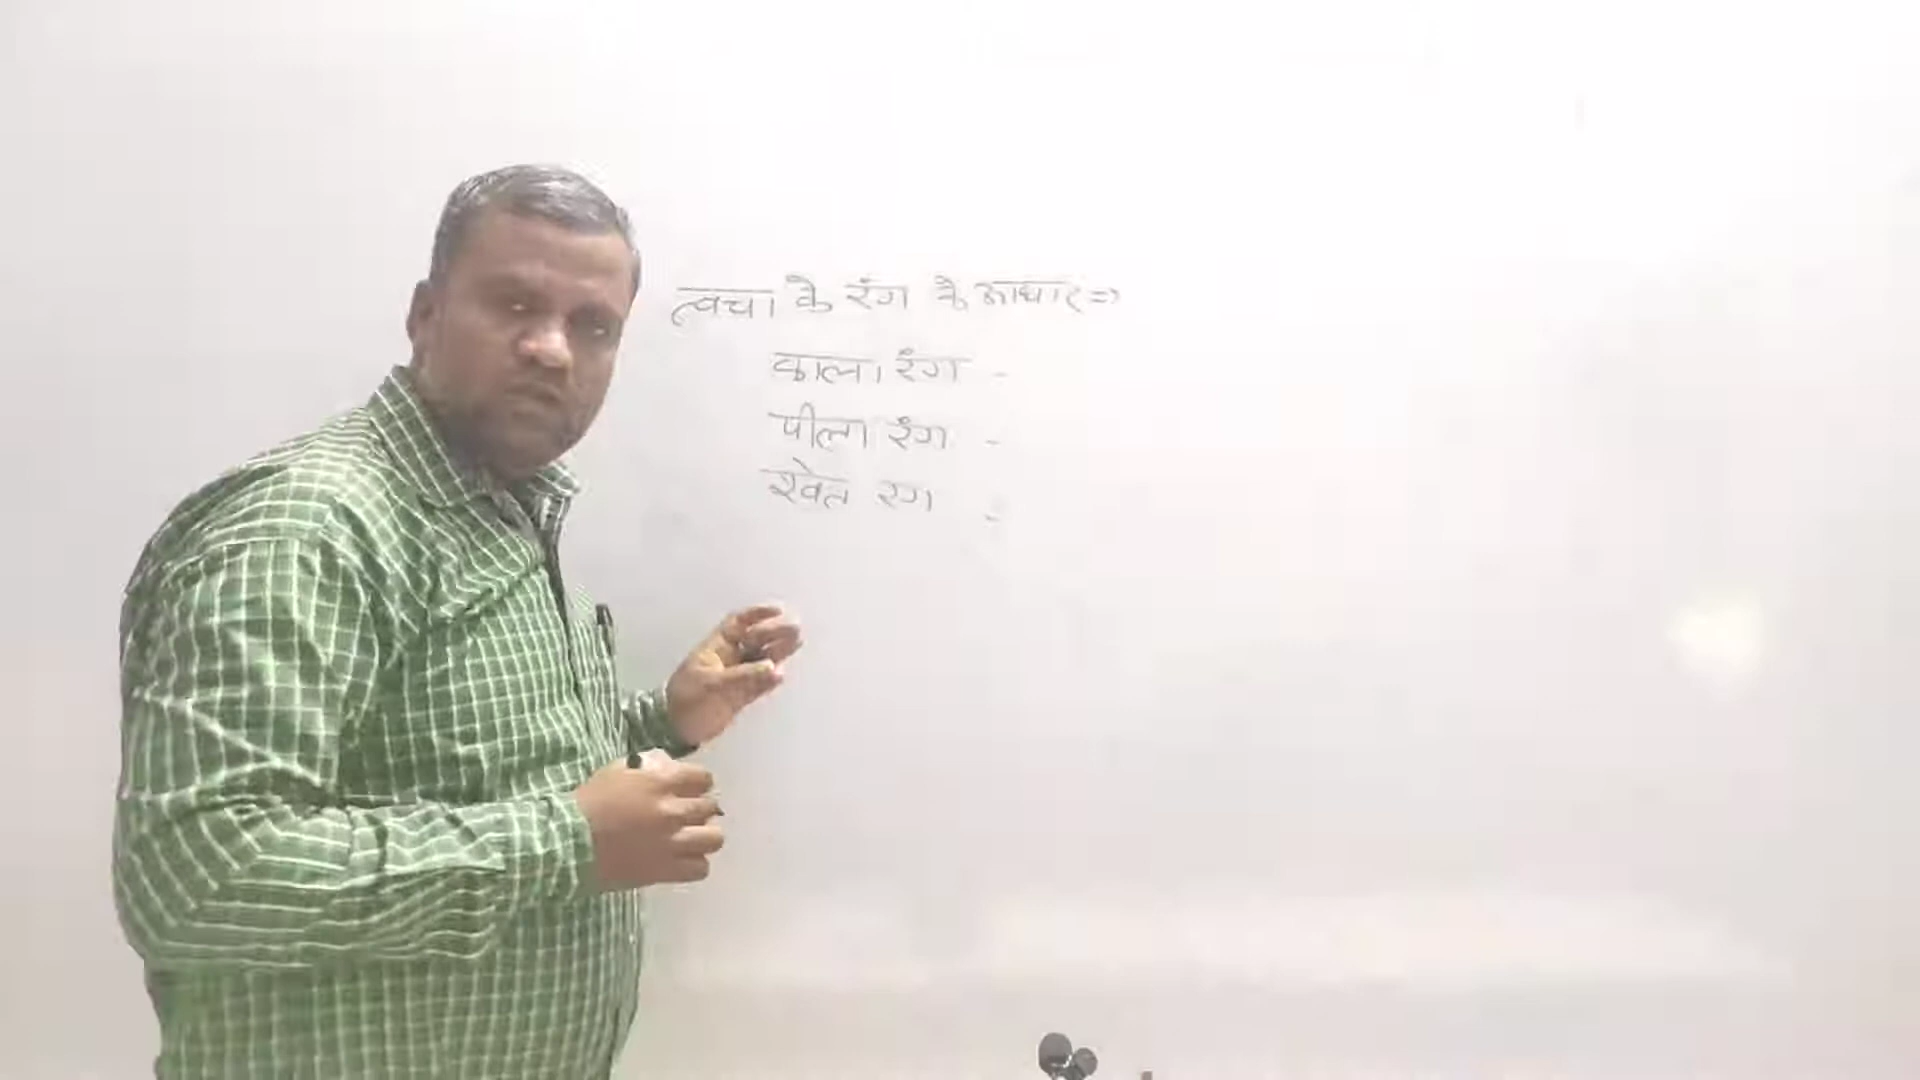 त्वचा के रंग के आधार =>
काला रंग -
पीला रंग -
श्वेत रंग -